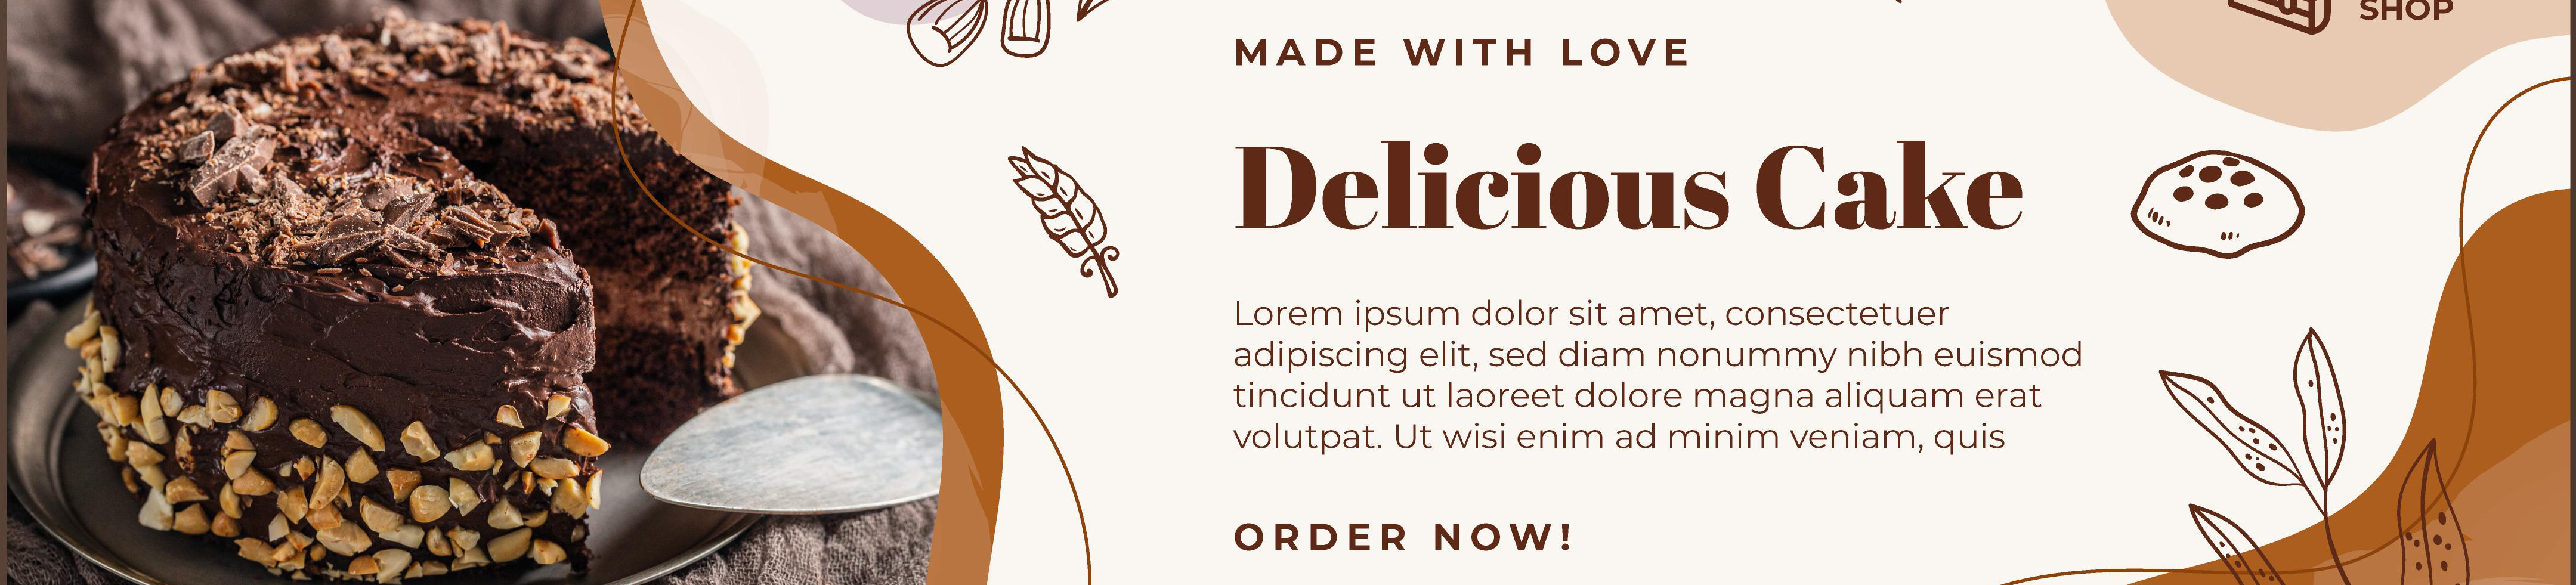 SHOP
MADE WITH LOVE
Delicious Cake
Lorem ipsum dolor sit amet, consectetuer
adipiscing elit, sed diam nonummy nibh euismod
tincidunt ut laoreet dolore magna aliquam erat
volutpat. Ut wisi enim ad minim veniam, quis
ORDER NOW!